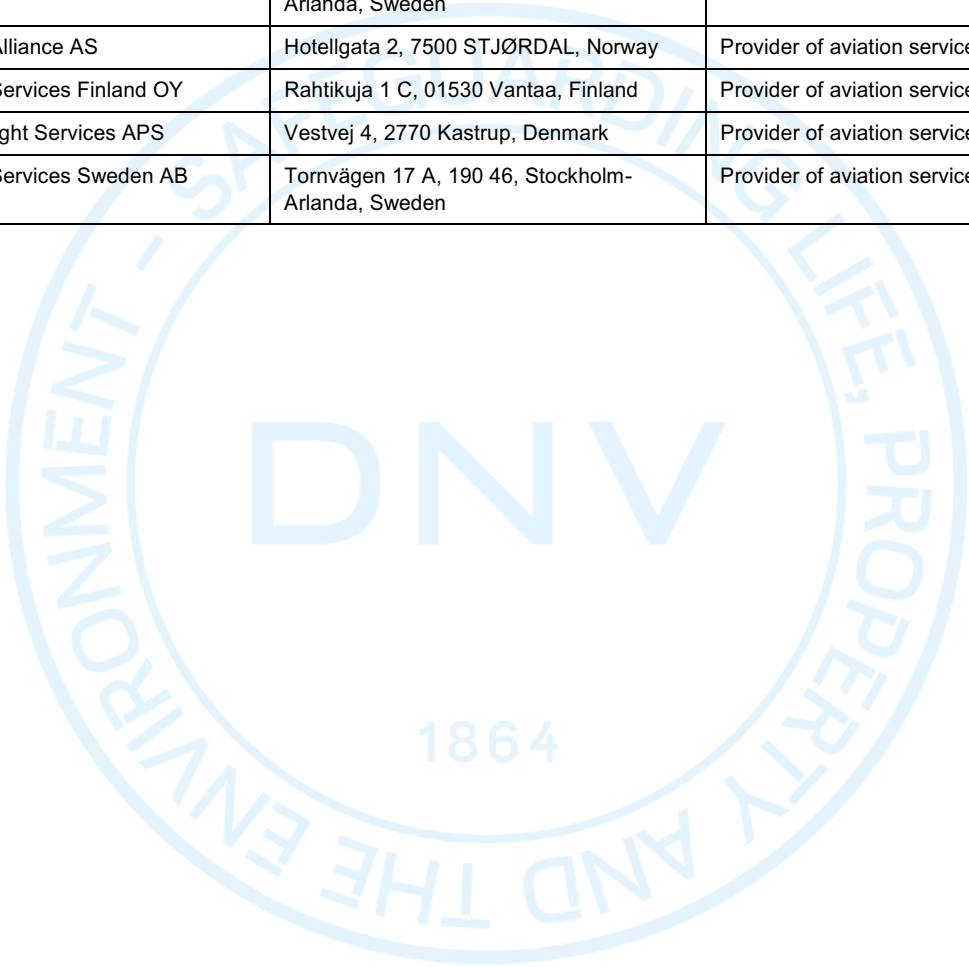 Arlanda, Sweden
Alliance AS Hotellgata 2, 7500 STJØRDAL, Norway Provider of aviation service
Services Finland OY Rahtikuja 1 C, 01530 Vantaa, Finland Provider of aviation service
ght Services APS Vestvej 4, 2770 Kastrup, Denmark Provider of aviation service
Services Sweden AB Tornvägen 17 A, 190 46, Stockholm- Provider of aviation service
Arlanda, Sweden
SAFEGUARDING LIFE, PROPERTY AND THE ENVIRONMENT -
DNV
1864